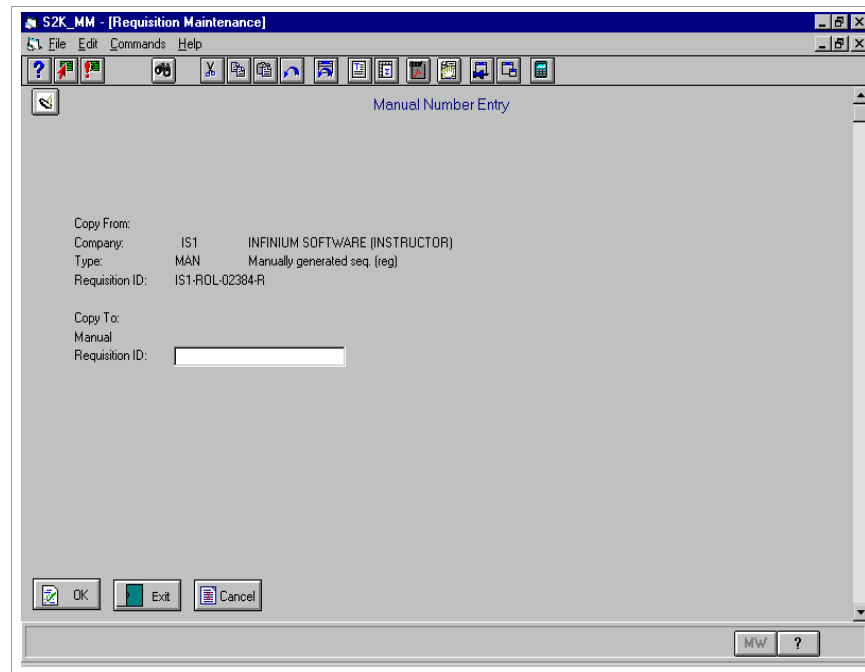 S2K_MM - [Requisition Maintenance]
File Edit Commands Help
Manual Number Entry
Copy From:
Company: IS1 INFINIUM SOFTWARE (INSTRUCTOR)
Type: MAN Manually generated seq. (reg)
Requisition ID: IS1-ROL-02384-R
Copy To:
Manual
Requisition ID:
OK Exit Cancel
MW ?